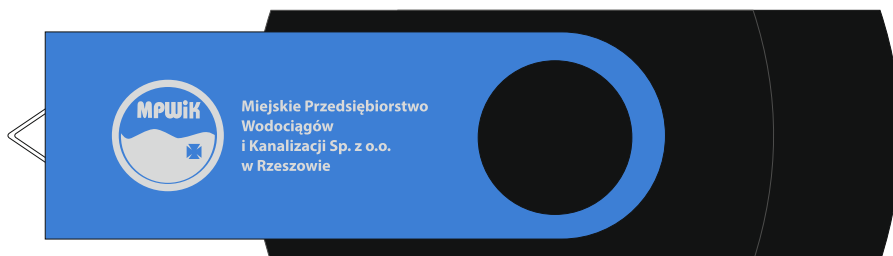 MPWiK
Miejskie Przedsiębiorstwo
Wodociągów
i Kanalizacji Sp. z o.o.
w Rzeszowie